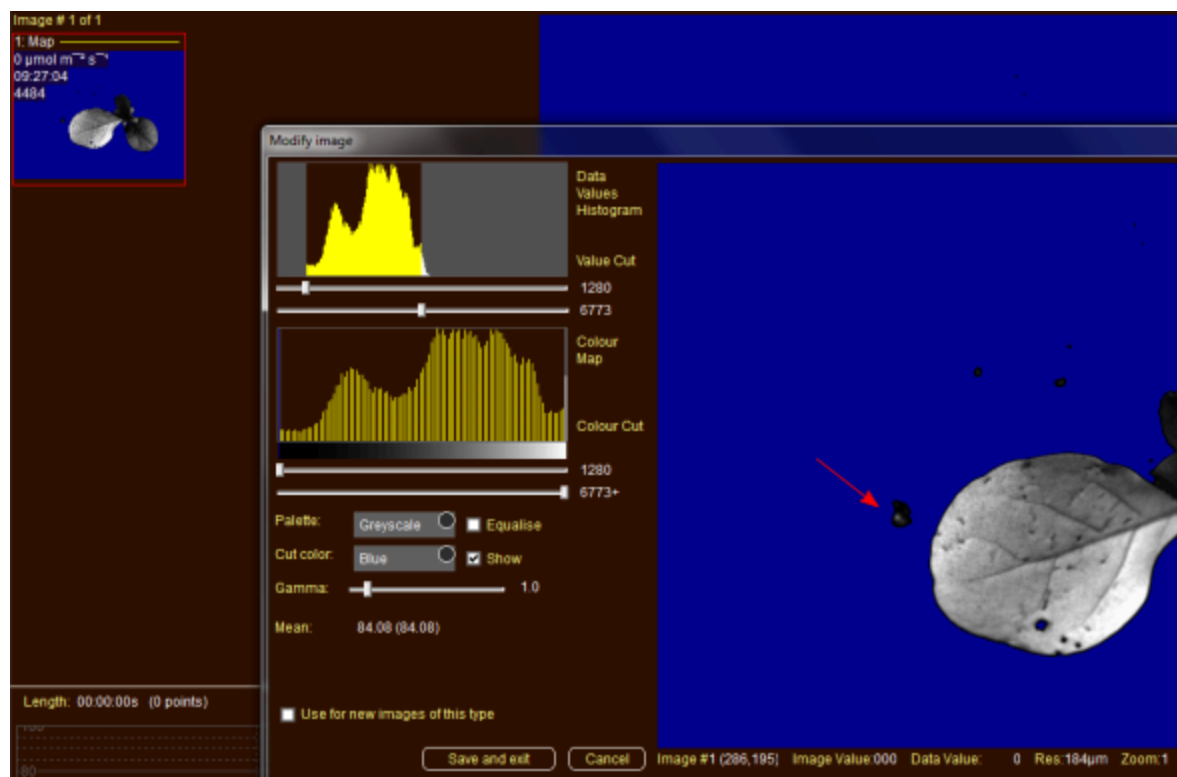 Image # 1 of 1
1: Map
0 µmol m⁻² s⁻¹
09:27:04
4484
Modify image
Data
Values
Histogram
Value Cut
1280
6773
Colour
Map
Colour Cut
1280
6773+
Palette: Greyscale Equalise
Cut color: Blue Show
Gamma: 1.0
Mean: 84.08 (84.08)
Length: 00:00:00s (0 points)
Use for new images of this type
80
Save and exit Cancel Image #1 (286,195) Image Value:000 Data Value: 0 Res:184µm Zoom:1